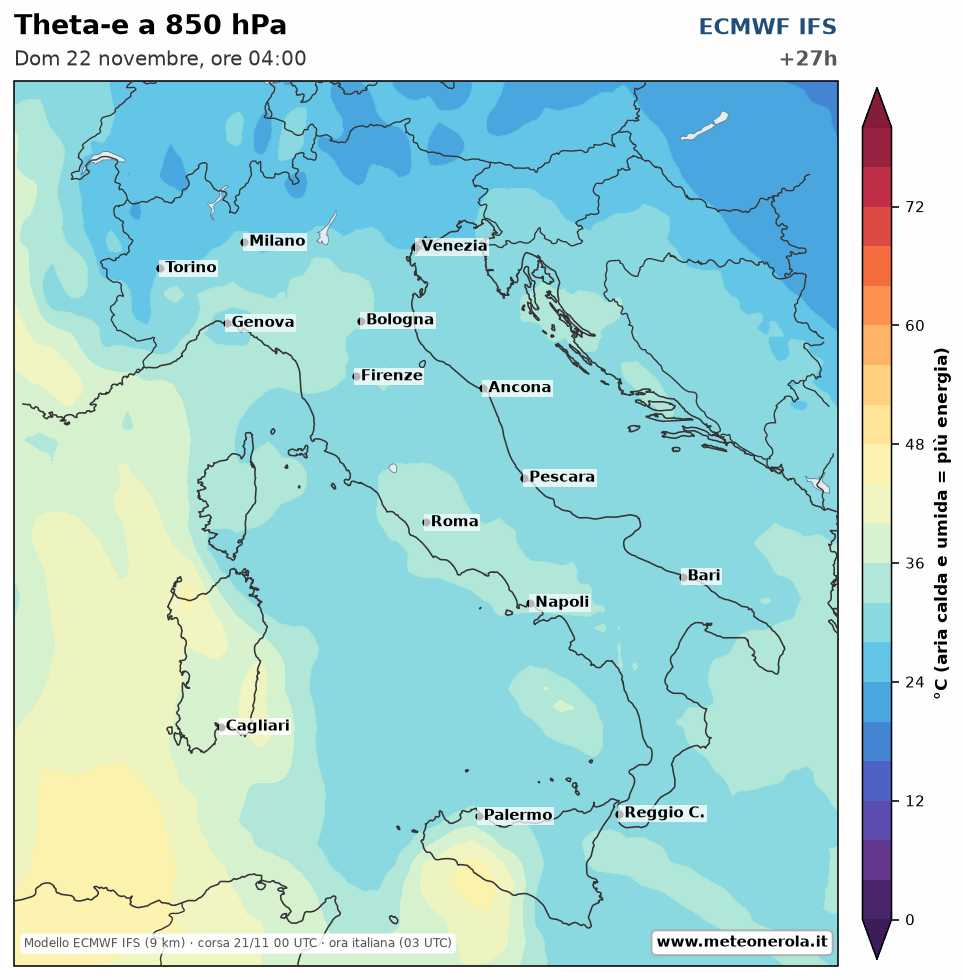 Theta-e a 850 hPa
ECMWF IFS
Dom 22 novembre, ore 04:00
+27h
Milano
Venezia
Torino
Genova
Bologna
Firenze
Ancona
Pescara
Roma
Bari
Napoli
Cagliari
Palermo
Reggio C.
72
60
48
36
24
12
0
°C (aria calda e umida = più energia)
Modello ECMWF IFS (9 km) · corsa 21/11 00 UTC · ora italiana (03 UTC)
www.meteonerola.it